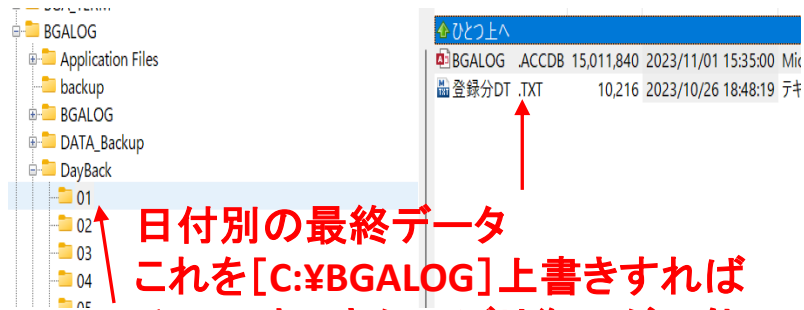 BGALOG
Application Files
backup
BGALOG
DATA_Backup
DayBack
01
02
03
04
ひとつ上へ
BGALOG .ACCDB 15,011,840 2023/11/01 15:35:00
登録分DT .TXT 10,216 2023/10/26 18:48:19
日付別の最終データ
これを[C:¥BGALOG]上書きすれば